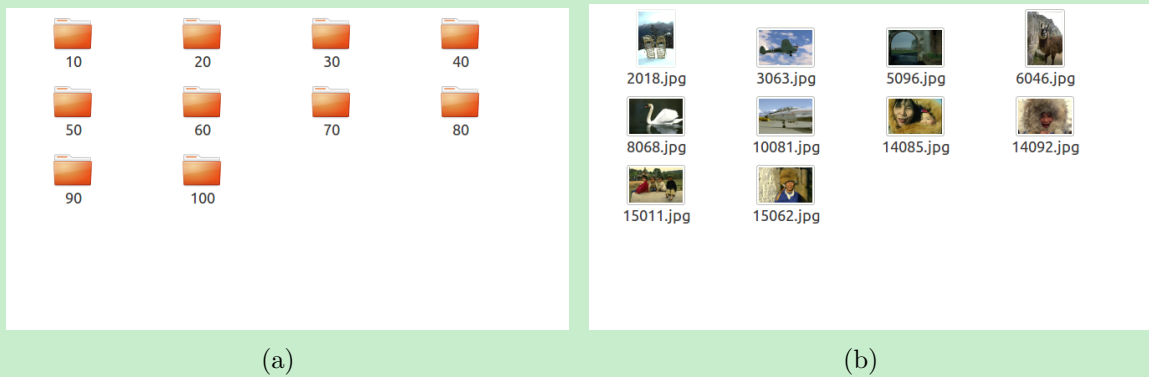 10 20 30 40
50 60 70 80
90 100
(a)
2018.jpg 3063.jpg 5096.jpg 6046.jpg
8068.jpg 10081.jpg 14085.jpg 14092.jpg
15011.jpg 15062.jpg
(b)